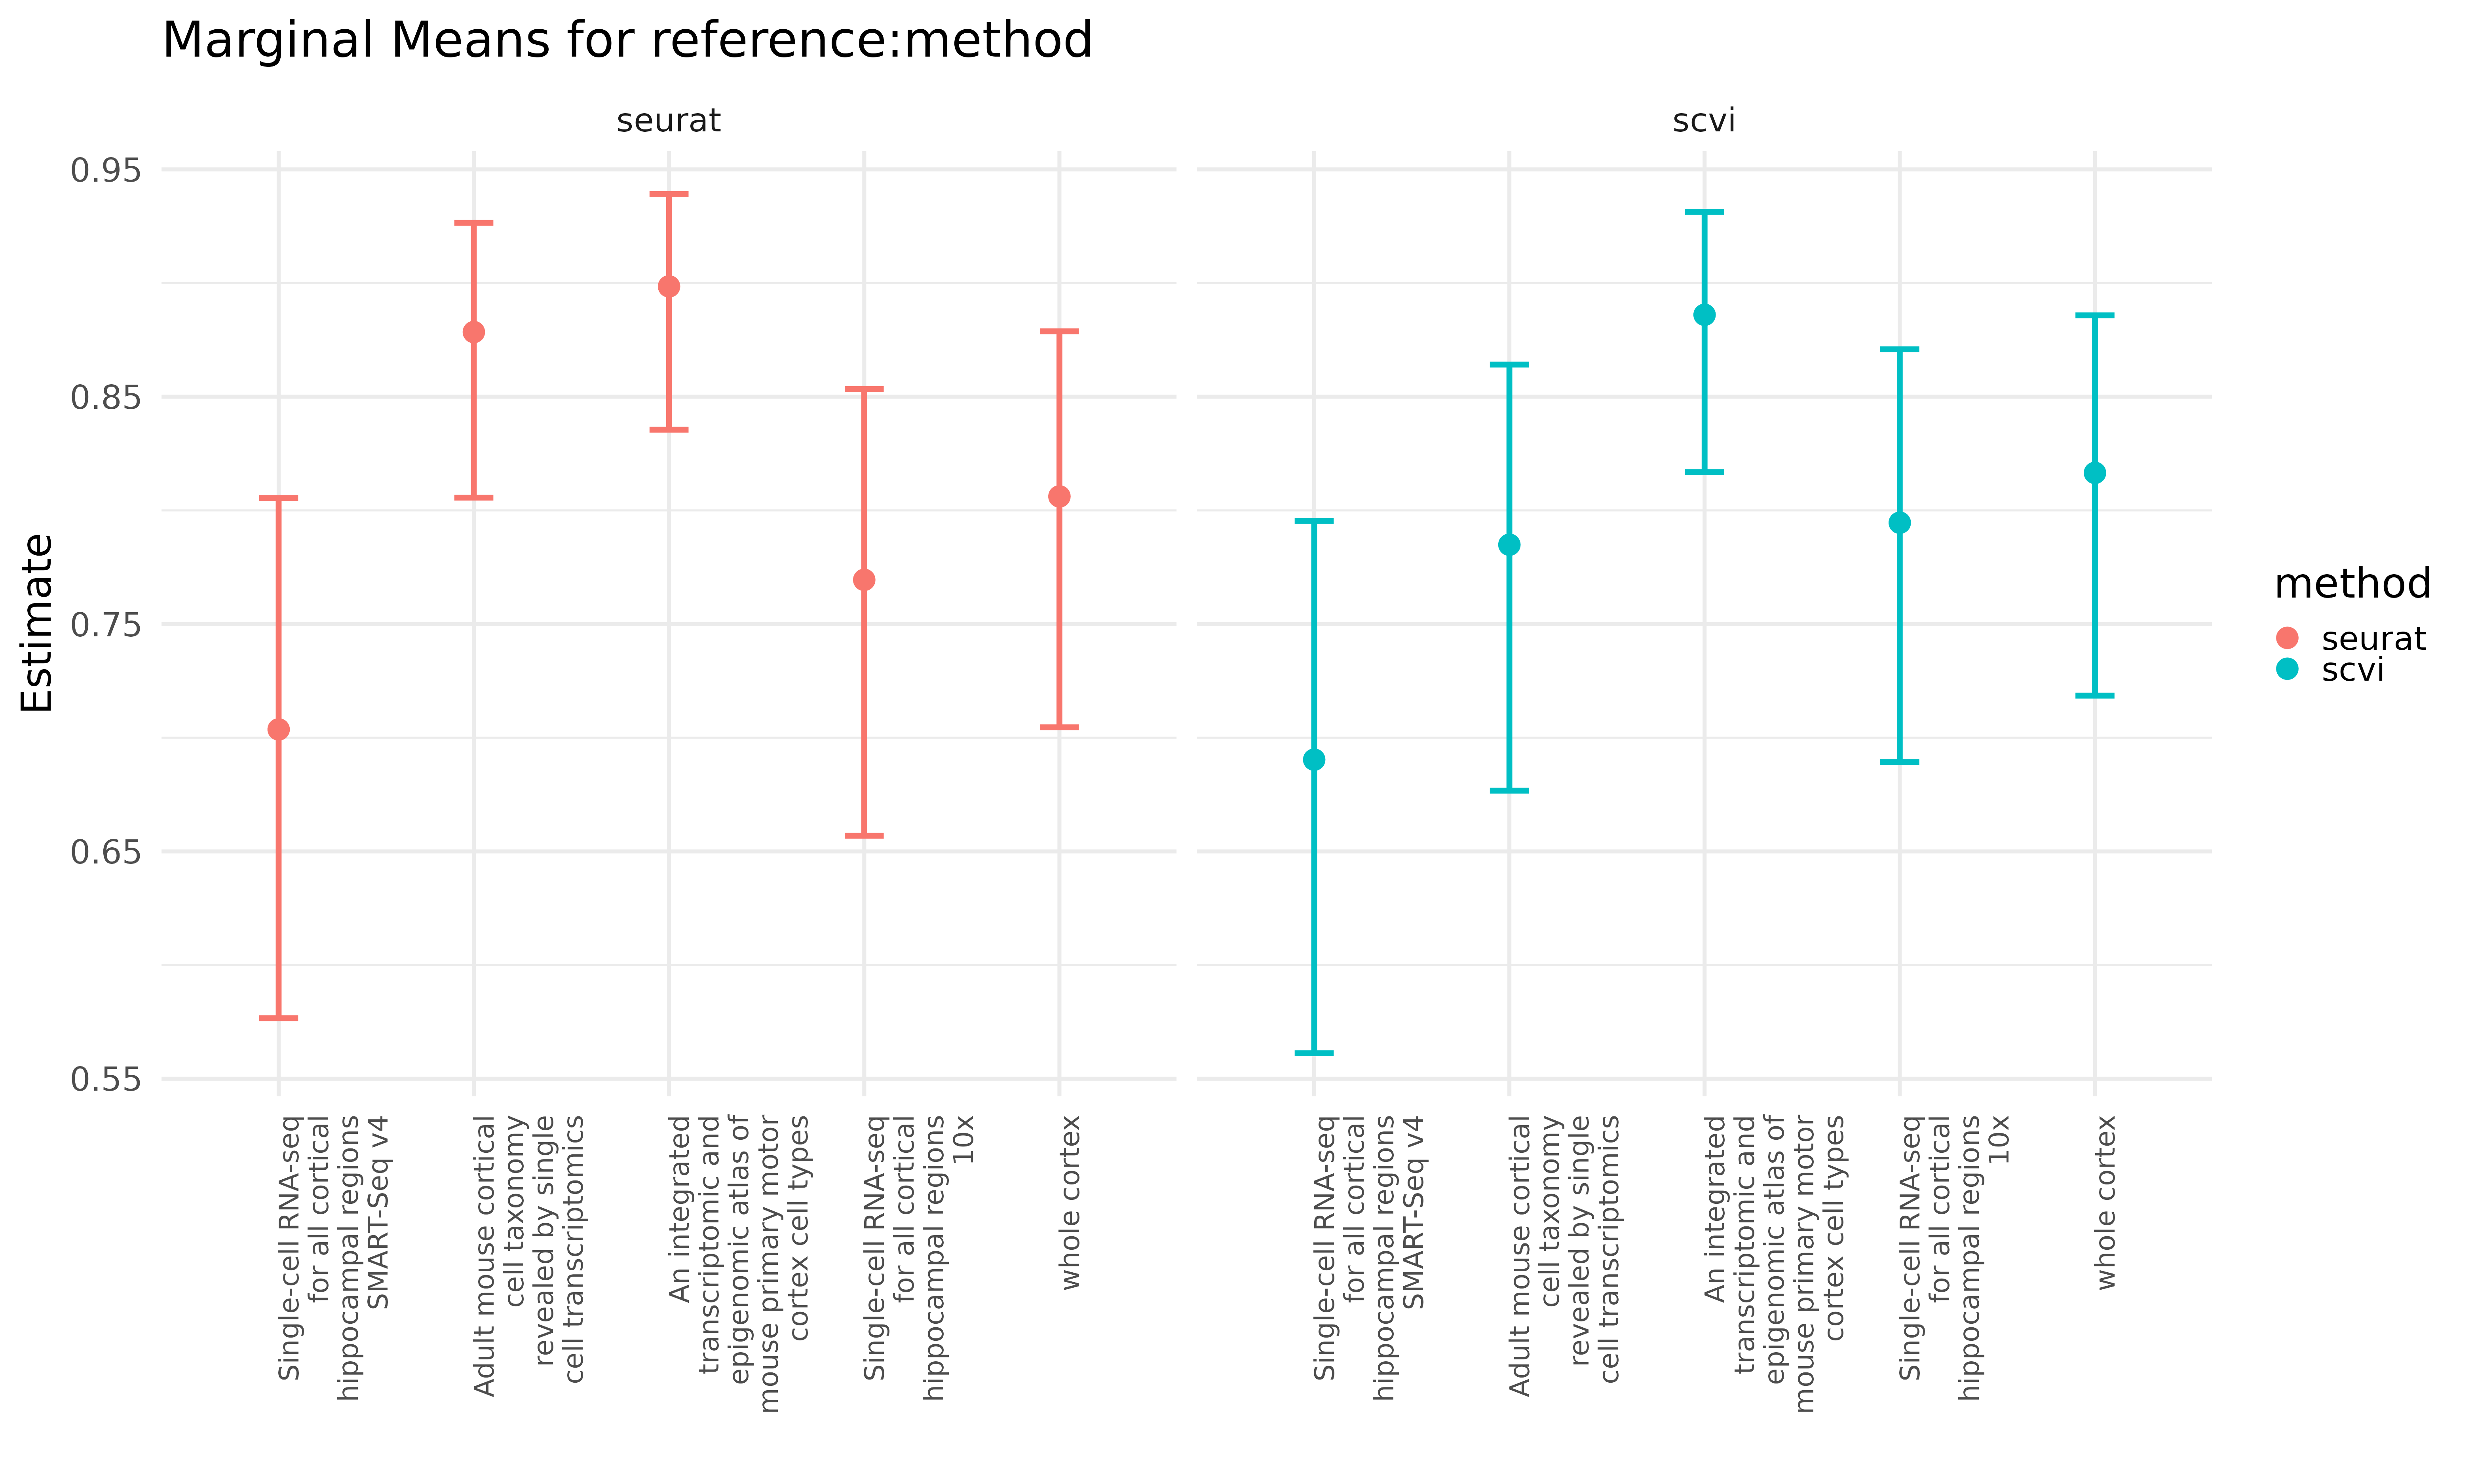 Marginal Means for reference:method
seurat
scvi
0.95
0.85
0.75
0.65
0.55
Estimate
Single-cell RNA-seq
for all cortical
hippocampal regions
SMART-Seq v4
Adult mouse cortical
cell taxonomy
revealed by single
cell transcriptomics
An integrated
transcriptomic and
epigenomic atlas of
mouse primary motor
cortex cell types
Single-cell RNA-seq
for all cortical
hippocampal regions
10x
whole cortex
Single-cell RNA-seq
for all cortical
hippocampal regions
SMART-Seq v4
Adult mouse cortical
cell taxonomy
revealed by single
cell transcriptomics
An integrated
transcriptomic and
epigenomic atlas of
mouse primary motor
cortex cell types
Single-cell RNA-seq
for all cortical
hippocampal regions
10x
whole cortex
method
seurat
scvi